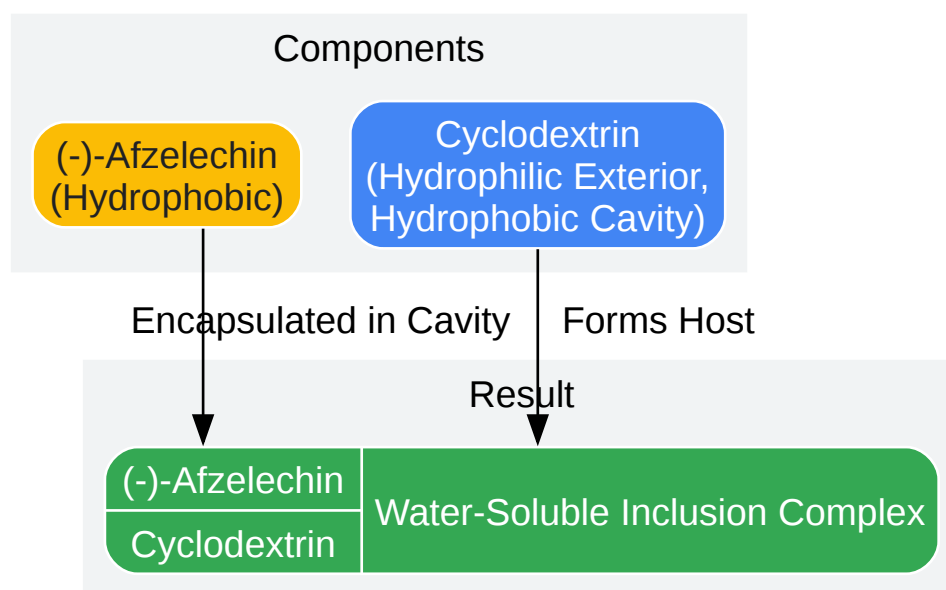 Components
(-)-Afzelechin
(Hydrophobic)
Cyclodextrin
(Hydrophilic Exterior,
Hydrophobic Cavity)
Encapsulated in Cavity
Forms Host
Result
(-)-Afzelechin
Cyclodextrin
Water-Soluble Inclusion Complex